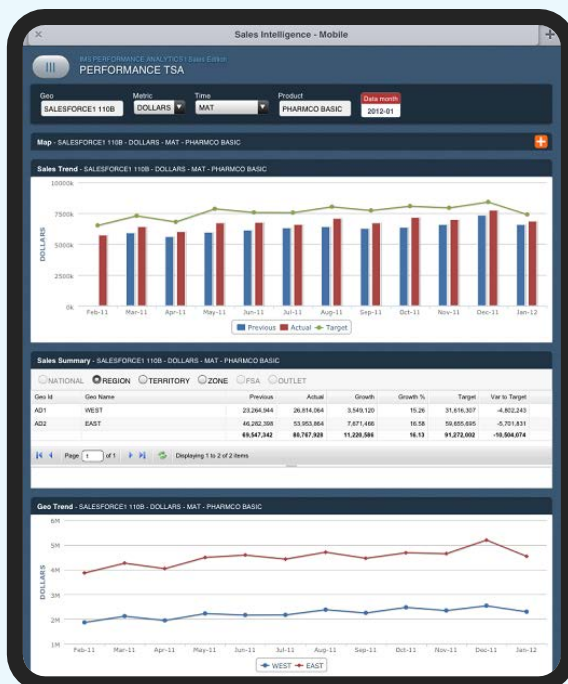 Sales Intelligence - Mobile
IMS PERFORMANCE ANALYTICS I Sales Edition
PERFORMANCE TSA
Geo Metric Time Product Data month
SALESFORCE1 110B DOLLARS MAT PHARMCO BASIC 2012-01
Map - SALESFORCE1 110B - DOLLARS - MAT - PHARMCO BASIC
Sales Trend - SALESFORCE1 110B - DOLLARS - MAT - PHARMCO BASIC
10000k
7500k
5000k
2500k
0k
DOLLARS
Feb-11 Mar-11 Apr-11 May-11 Jun-11 Jul-11 Aug-11 Sep-11 Oct-11 Nov-11 Dec-11 Jan-12
Previous Actual Target
Sales Summary - SALESFORCE1 110B - DOLLARS - MAT - PHARMCO BASIC
NATIONAL REGION TERRITORY ZONE FSA OUTLET
Geo Id Geo Name Previous Actual Growth Growth % Target Var to Target
AD1 WEST 23,264,944 26,814,064 3,549,120 15.26 31,616,307 -4,802,243
AD2 EAST 46,282,398 53,953,864 7,671,466 16.58 59,655,695 -5,701,831
69,547,342 80,767,928 11,220,586 16.13 91,272,002 -10,504,074
Page 1 of 1 Displaying 1 to 2 of 2 items
Geo Trend - SALESFORCE1 110B - DOLLARS - MAT - PHARMCO BASIC
6M
5M
4M
3M
2M
1M
DOLLARS
Feb-11 Mar-11 Apr-11 May-11 Jun-11 Jul-11 Aug-11 Sep-11 Oct-11 Nov-11 Dec-11 Jan-12
WEST EAST